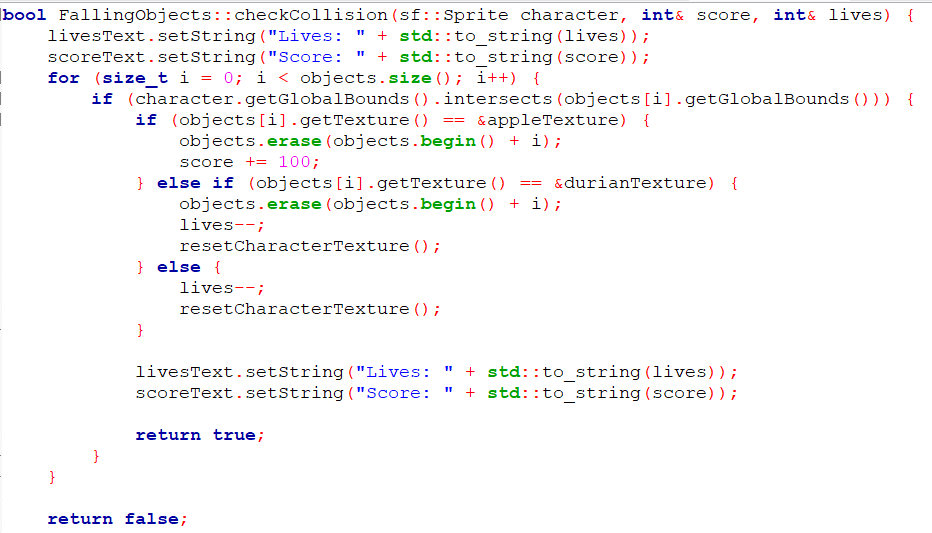 bool FallingObjects::checkCollision(sf::Sprite character, int& score, int& lives) {
    livesText.setString("Lives: " + std::to_string(lives));
    scoreText.setString("Score: " + std::to_string(score));
    for (size_t i = 0; i < objects.size(); i++) {
        if (character.getGlobalBounds().intersects(objects[i].getGlobalBounds())) {
            if (objects[i].getTexture() == &appleTexture) {
                objects.erase(objects.begin() + i);
                score += 100;
            } else if (objects[i].getTexture() == &durianTexture) {
                objects.erase(objects.begin() + i);
                lives--;
                resetCharacterTexture();
            } else {
                lives--;
                resetCharacterTexture();
            }

            livesText.setString("Lives: " + std::to_string(lives));
            scoreText.setString("Score: " + std::to_string(score));

            return true;
        }
    }

    return false;